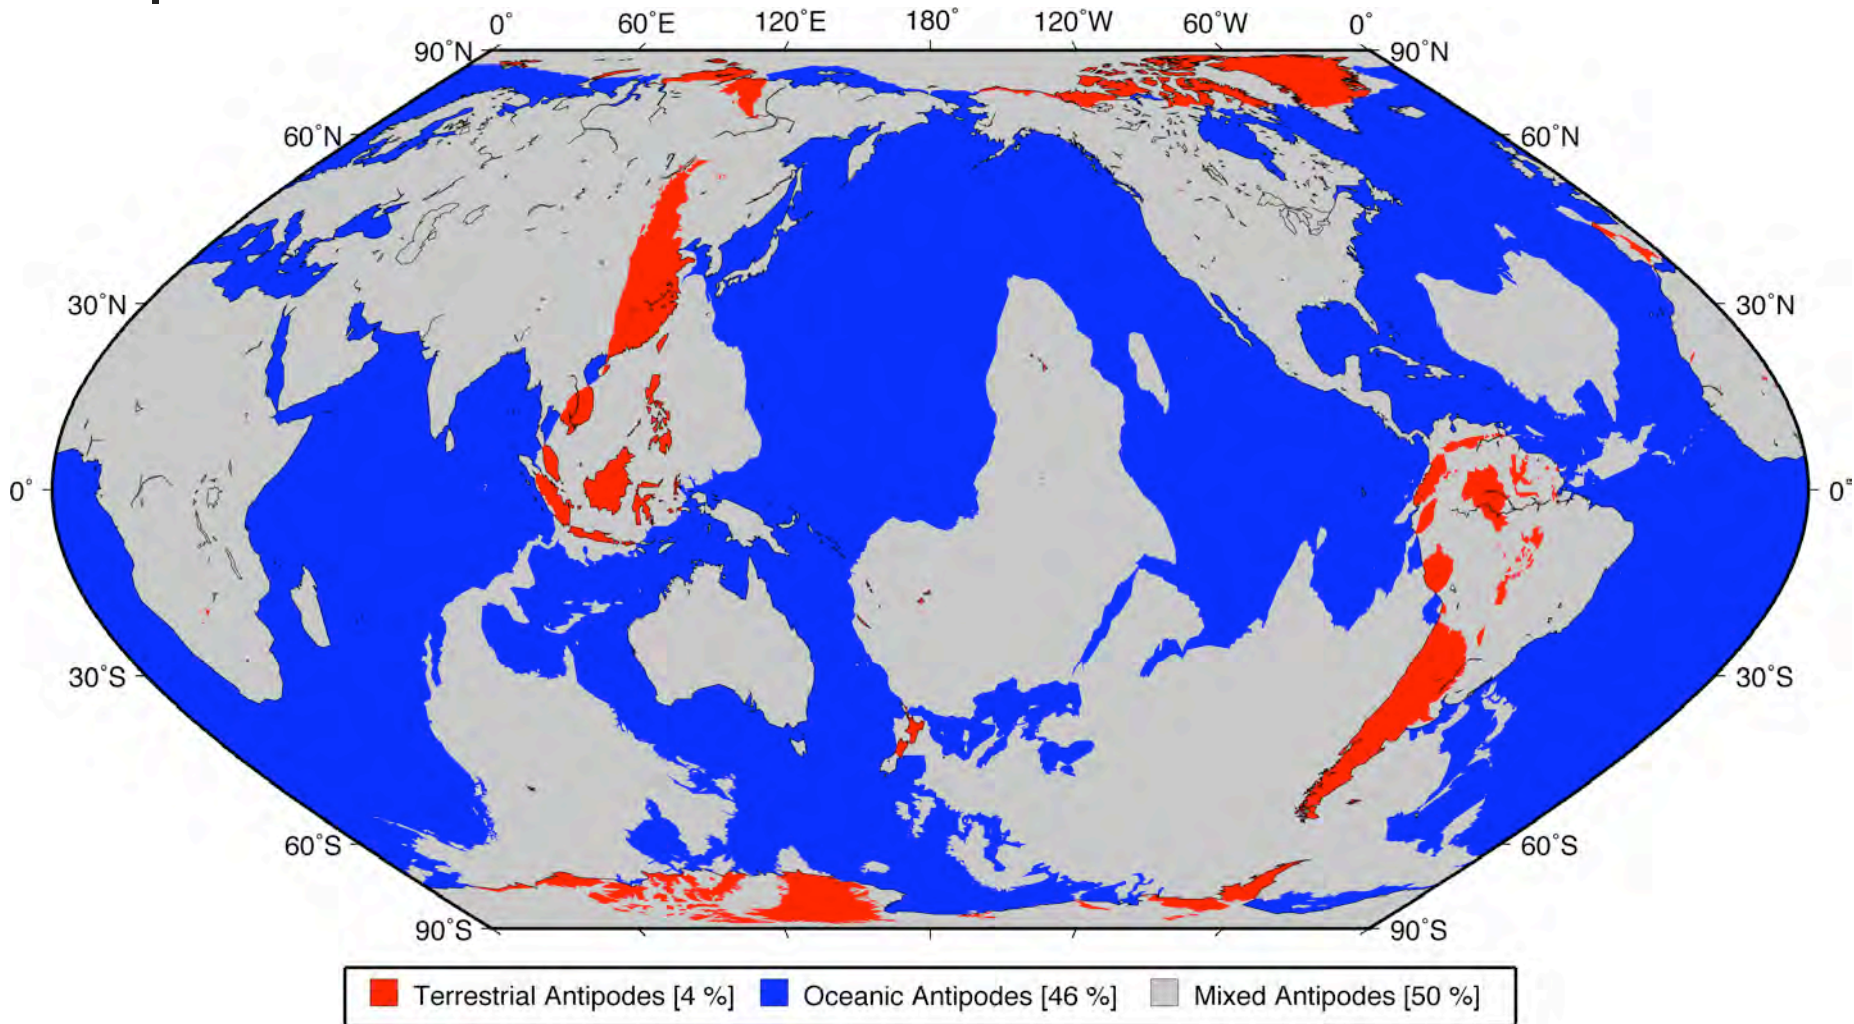 0° 60°E 120°E 180° 120°W 60°W 0°
90°N 90°N
60°N 60°N
30°N 30°N
0° 0°
30°S 30°S
60°S 60°S
90°S 90°S
Terrestrial Antipodes [4 %] Oceanic Antipodes [46 %] Mixed Antipodes [50 %]